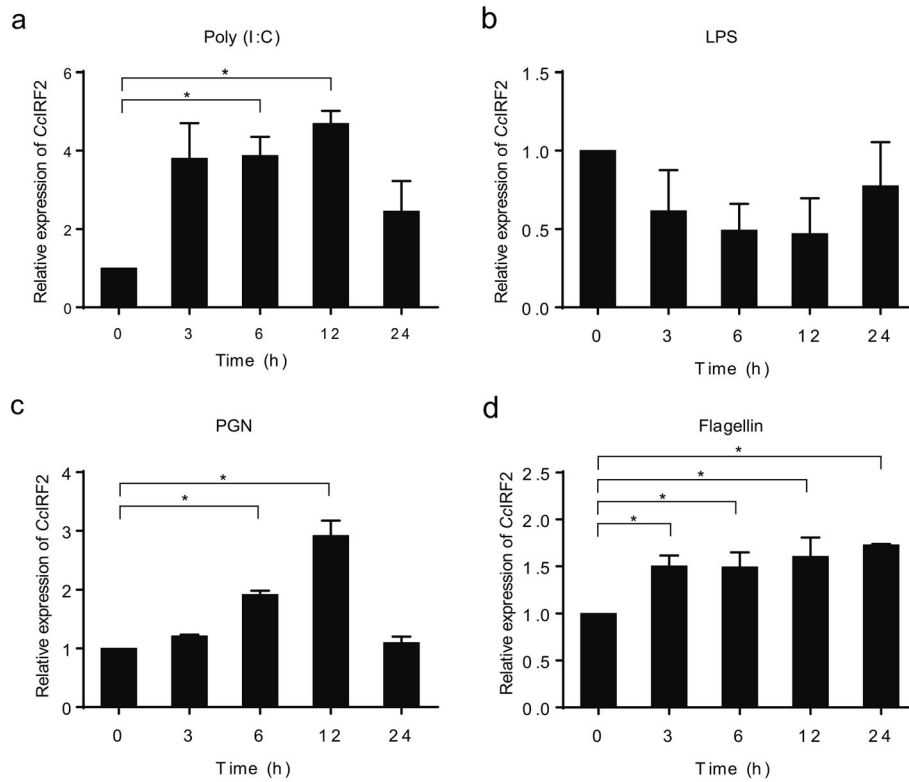 a
Poly (I:C)
Relative expression of CcIRF2
6
4
2
0
*
*
0 3 6 12 24
Time (h)
b
LPS
Relative expression of CcIRF2
1.5
1.0
0.5
0.0
0 3 6 12 24
Time (h)
c
PGN
Relative expression of CcIRF2
4
3
2
1
0
*
*
0 3 6 12 24
Time (h)
d
Flagellin
Relative expression of CcIRF2
2.5
2.0
1.5
1.0
0.5
0.0
*
*
*
*
0 3 6 12 24
Time (h)